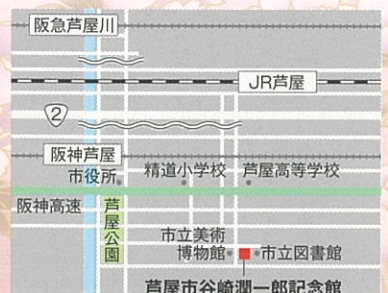 阪急芦屋川
JR芦屋
2
阪神芦屋
市役所
精道小学校
芦屋高等学校
阪神高速
芦屋公園
市立美術
博物館
市立図書館
芦屋市谷崎潤一郎記念館